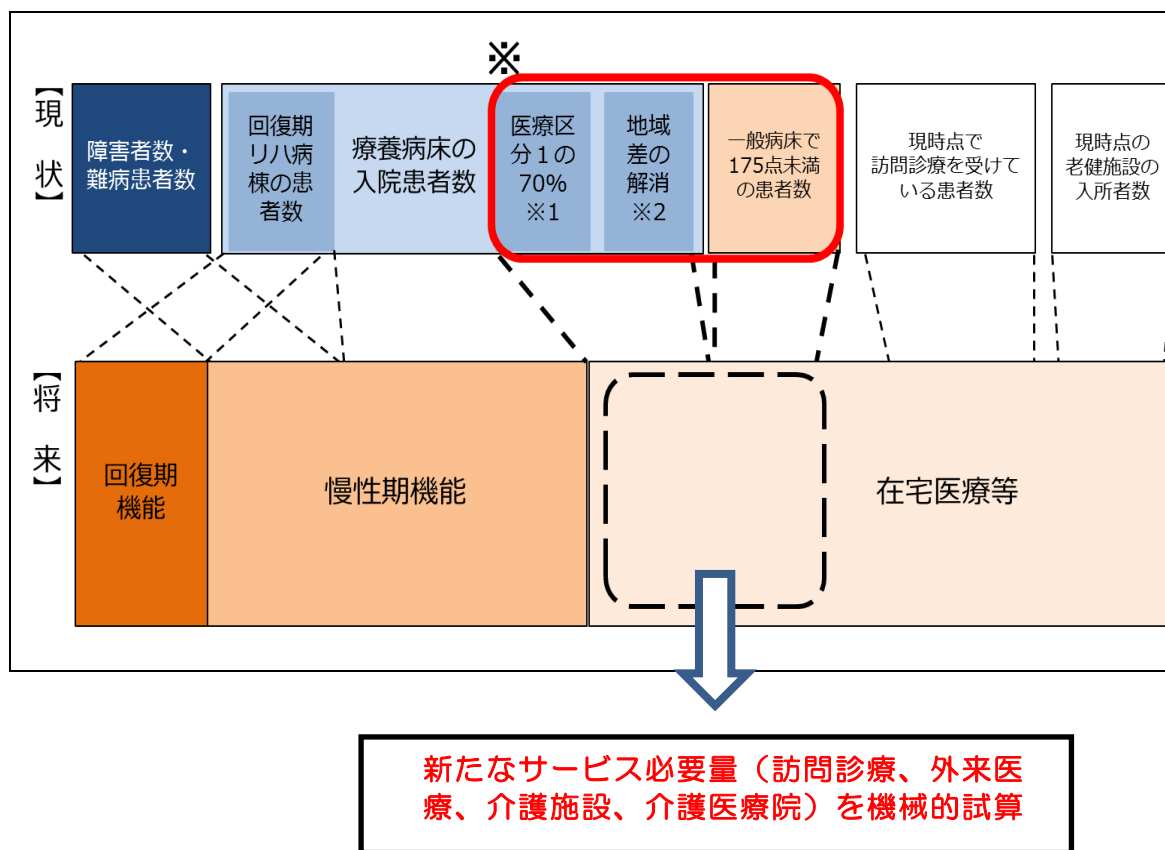 ※
【現状】
障害者数・
難病患者数
回復期
リハ病
棟の患
者数
療養病床の
入院患者数
医療区
分１の
70%
※1
地域
差の
解消
※2
一般病床で
175点未満
の患者数
現時点で
訪問診療を受けて
いる患者数
現時点の
老健施設の
入所者数
【将来】
回復期
機能
慢性期機能
在宅医療等
新たなサービス必要量（訪問診療、外来医
療、介護施設、介護医療院）を機械的試算